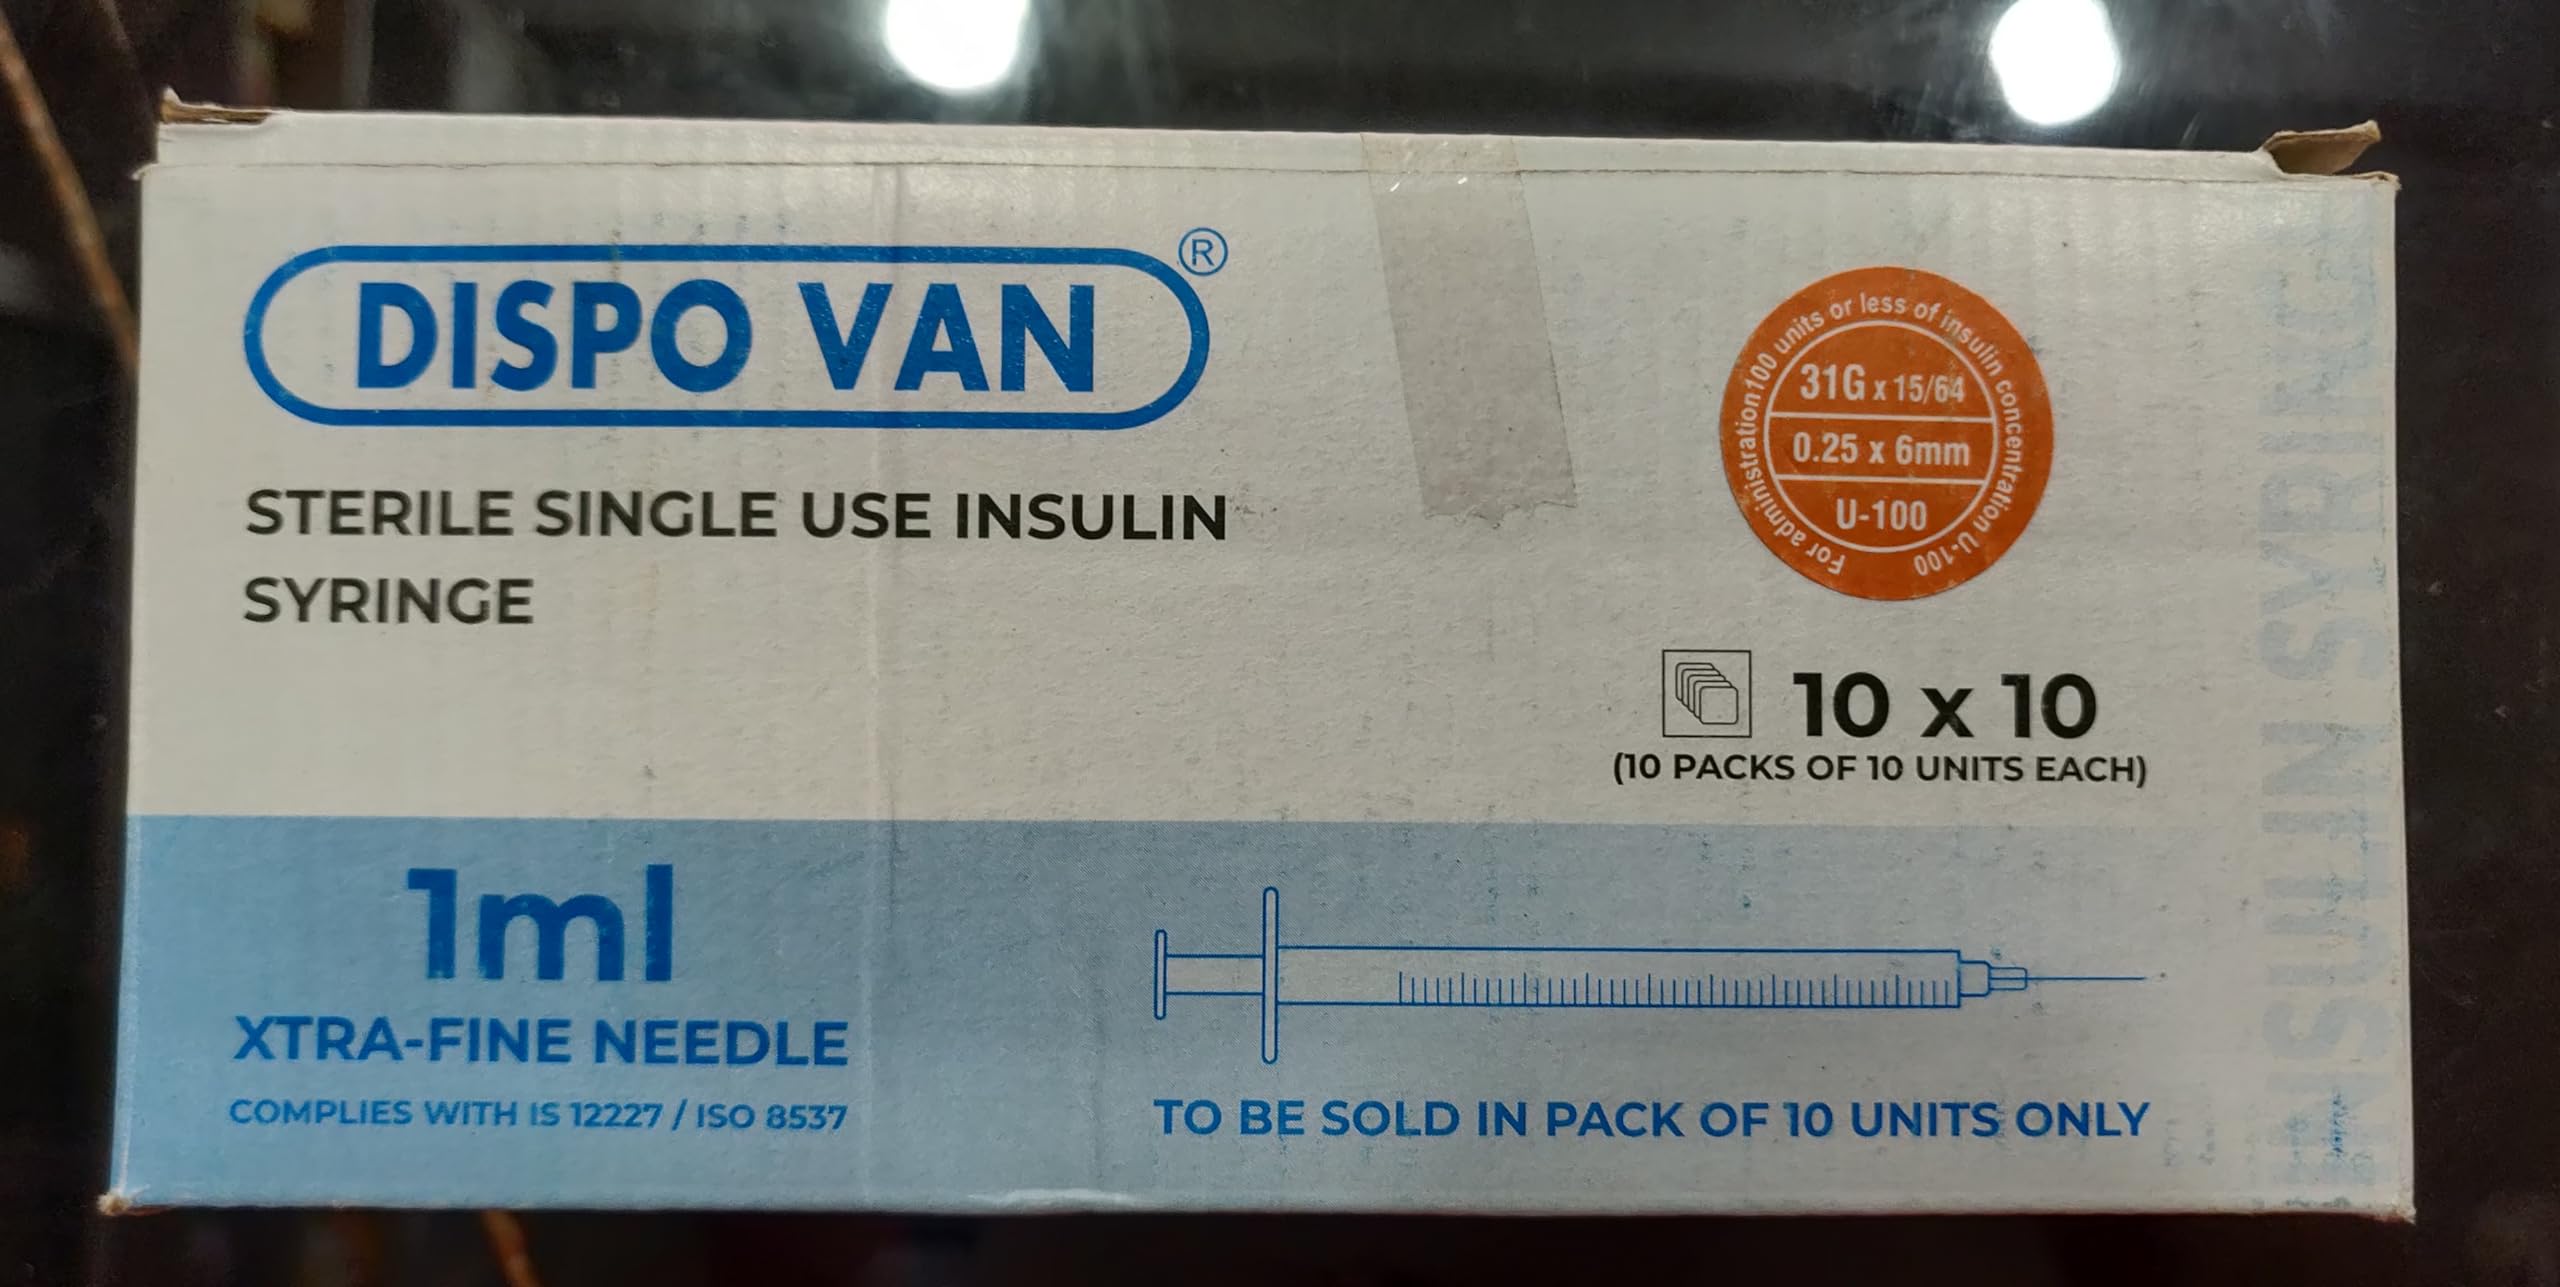 DISPO VAN ®
STERILE SINGLE USE INSULIN
SYRINGE
For administration 100 units or less of insulin concentration U-100
31G x 15/64
0.25 x 6mm
U-100
10 x 10
(10 PACKS OF 10 UNITS EACH)
1ml
XTRA-FINE NEEDLE
COMPLIES WITH IS 12227 / ISO 8537
TO BE SOLD IN PACK OF 10 UNITS ONLY
INSULIN SYRINGE